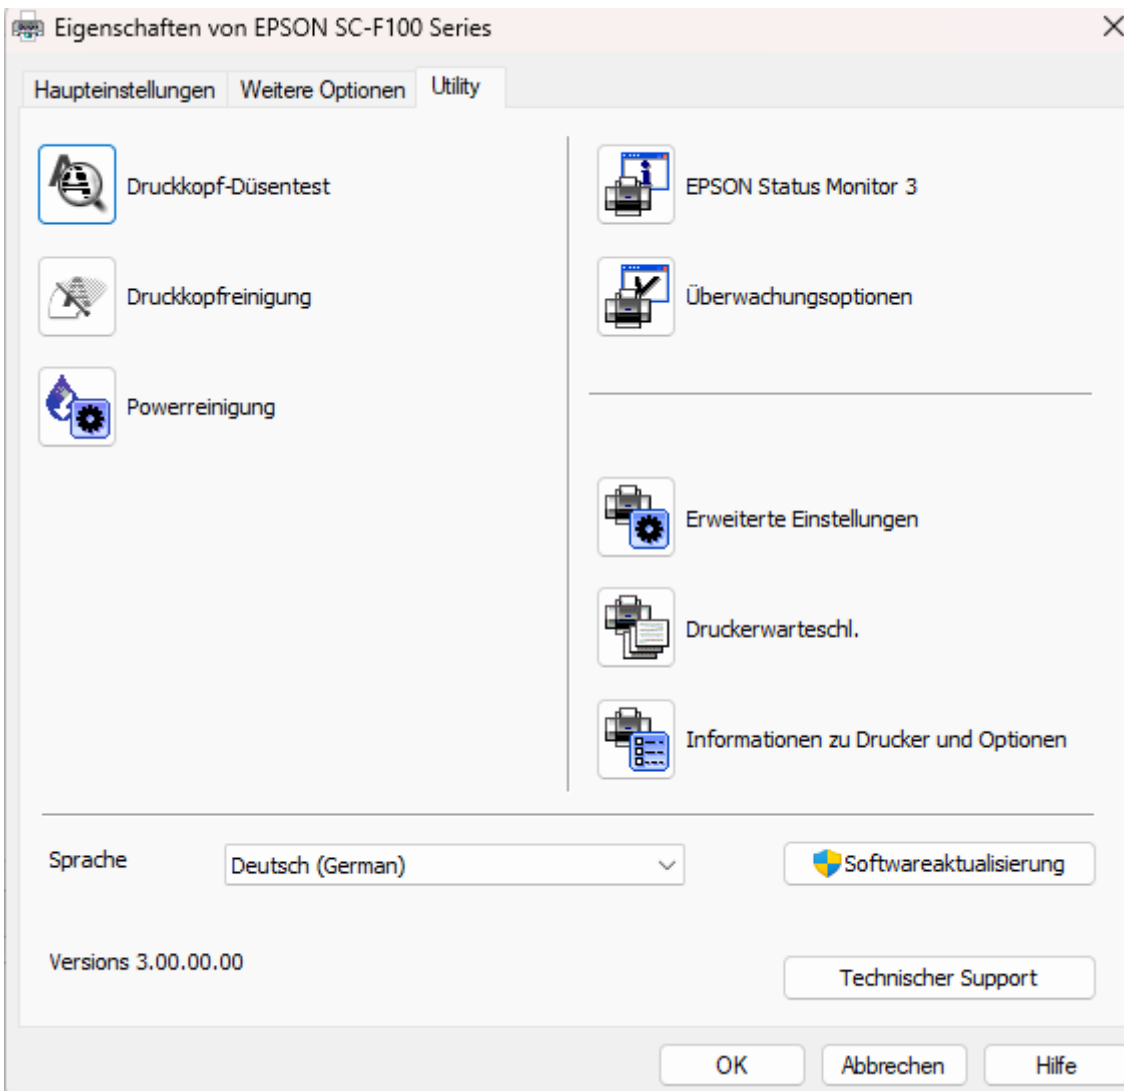 Eigenschaften von EPSON SC-F100 Series
Haupteinstellungen
Weitere Optionen
Utility
Druckkopf-Düsentest
Druckkopfreinigung
Powerreinigung
EPSON Status Monitor 3
Überwachungsoptionen
Erweiterte Einstellungen
Druckerwarteschl.
Informationen zu Drucker und Optionen
Sprache
Deutsch (German)
Softwareaktualisierung
Versions 3.00.00.00
Technischer Support
OK
Abbrechen
Hilfe